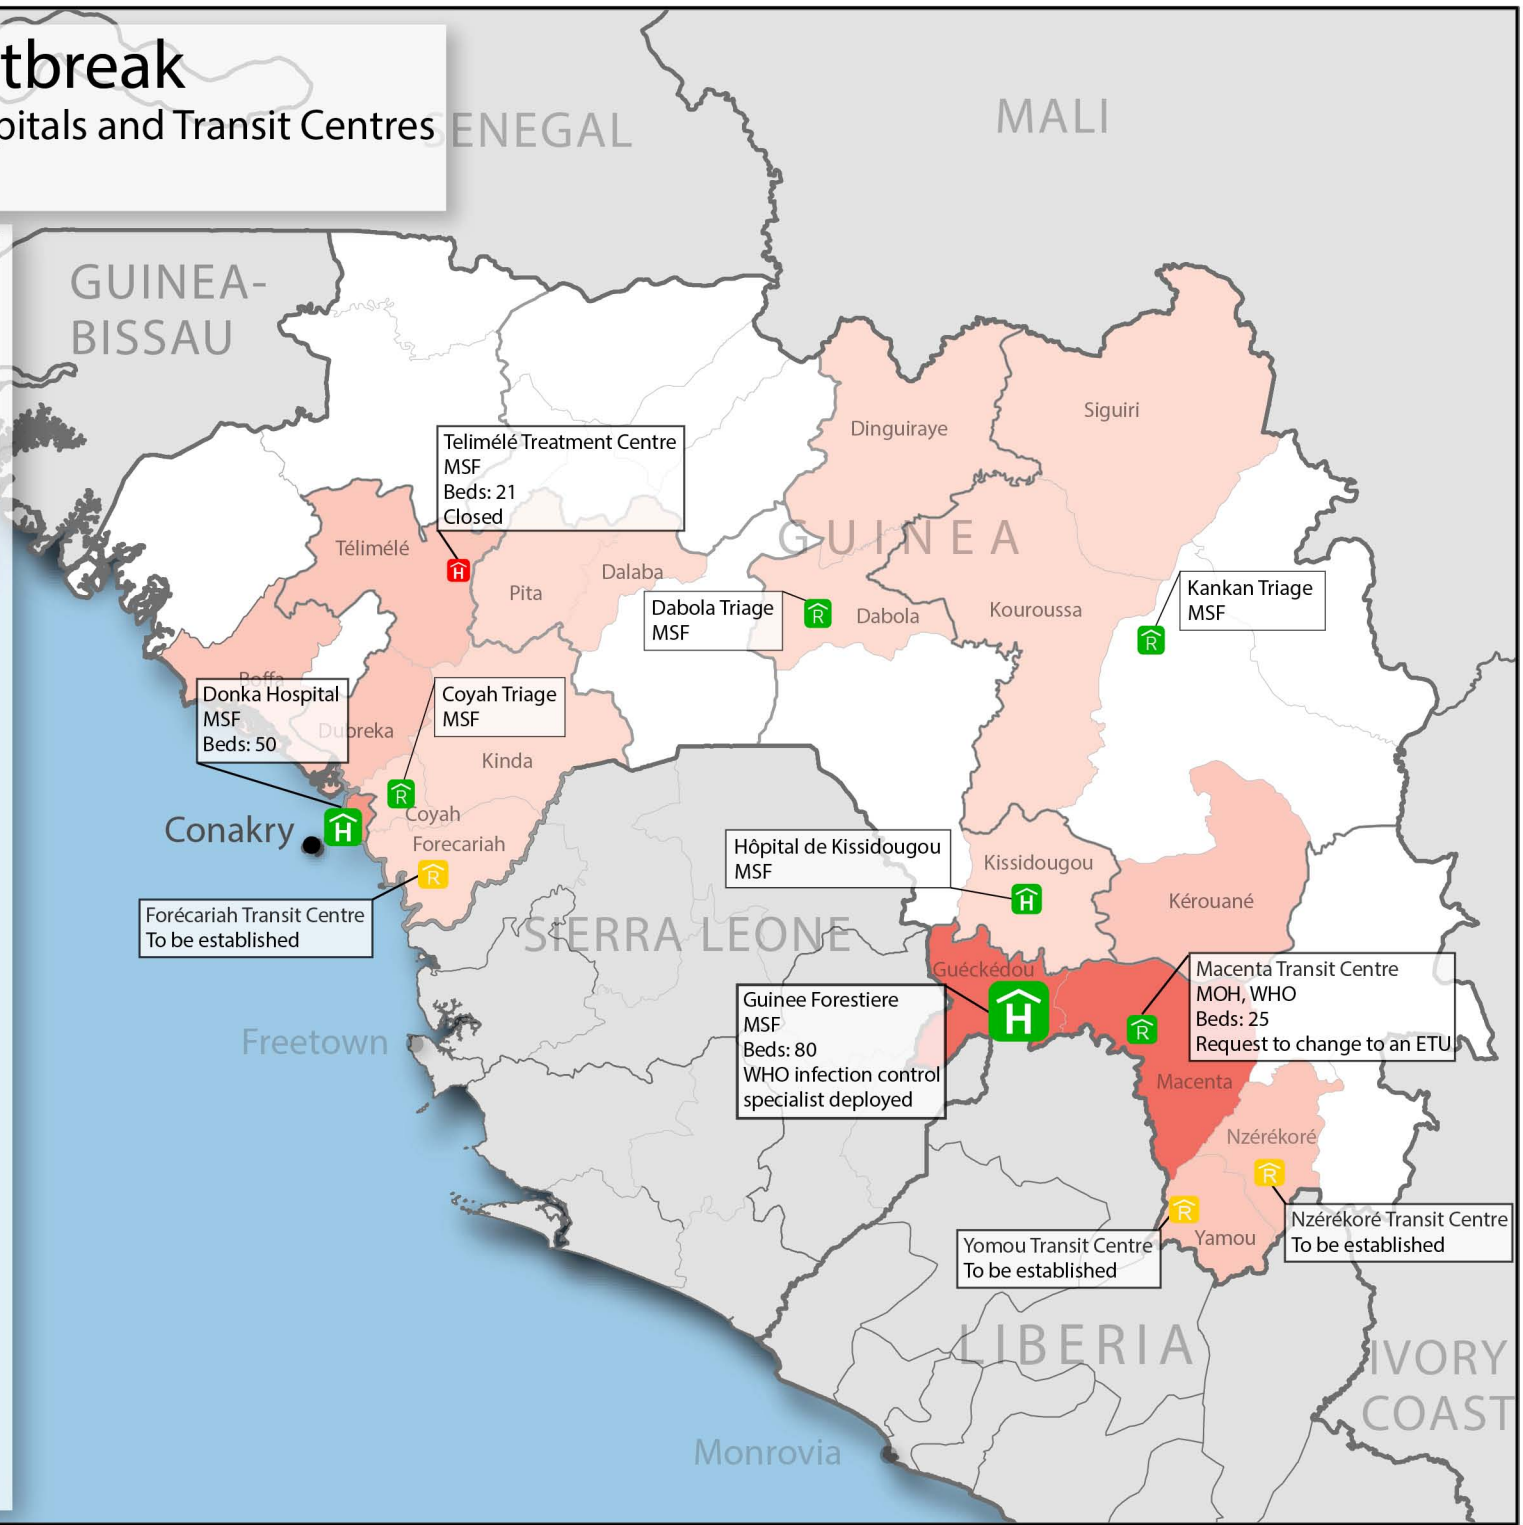 tbreak
pitals and Transit Centres
SENEGAL
MALI
GUINEA-
BISSAU
Siguiri
Dinguiraye
Telimélé Treatment Centre
MSF
Beds: 21
Closed
GUINEA
Télimélé
Dalaba
Pita
Dabola Triage
MSF
Dabola
Kouroussa
Kankan Triage
MSF
R
R
H
Boffa
Donka Hospital
MSF
Beds: 50
Coyah Triage
MSF
Dubreka
Kinda
R
Coyah
Conakry
H
Forecariah
R
Hôpital de Kissidougou
MSF
Kissidougou
H
Kérouané
Forécariah Transit Centre
To be established
SIERRA LEONE
Guéckédou
Macenta Transit Centre
MOH, WHO
Beds: 25
Request to change to an ETU
Guinee Forestiere
MSF
Beds: 80
WHO infection control
specialist deployed
H
R
Freetown
Macenta
Nzérékoré
R
R
Yamou
Nzérékoré Transit Centre
To be established
Yomou Transit Centre
To be established
LIBERIA
IVORY
COAST
Monrovia